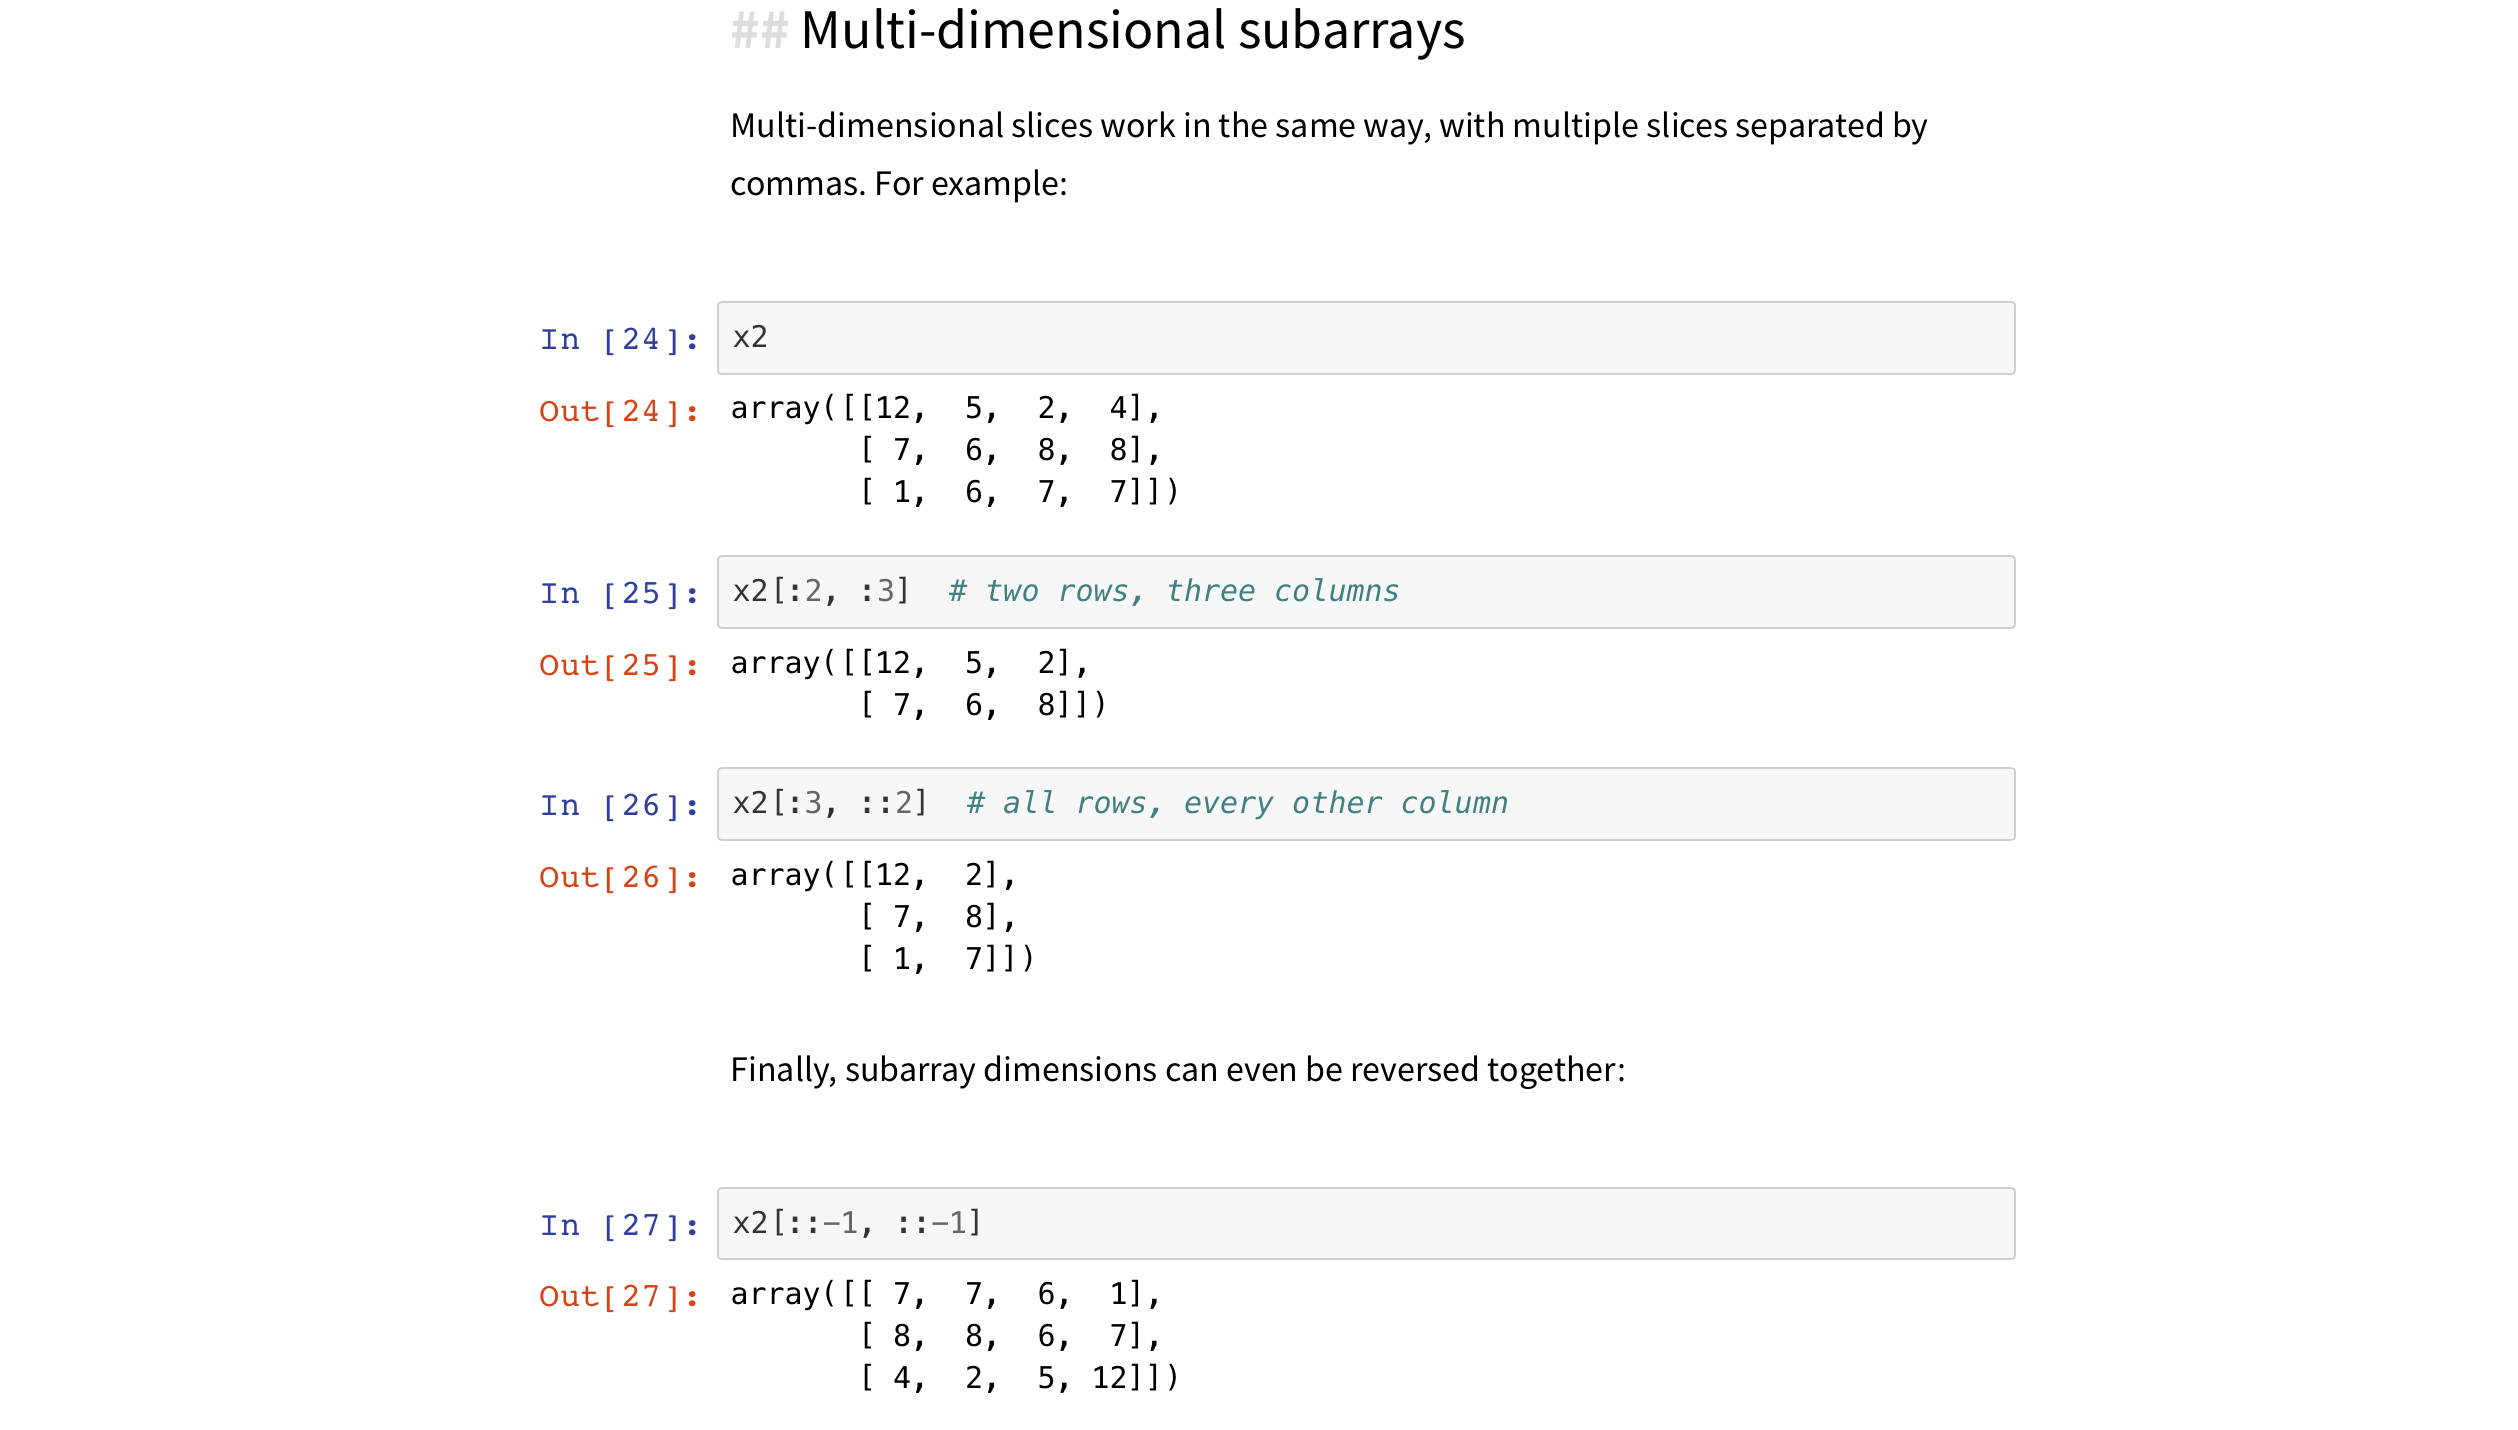 ## Multi-dimensional subarrays
Multi-dimensional slices work in the same way, with multiple slices separated by
commas. For example:
In [24]: x2
Out[24]: array([[12,  5,  2,  4],
       [ 7,  6,  8,  8],
       [ 1,  6,  7,  7]])
In [25]: x2[:2, :3]  # two rows, three columns
Out[25]: array([[12,  5,  2],
       [ 7,  6,  8]])
In [26]: x2[:3, ::2]  # all rows, every other column
Out[26]: array([[12,  2],
       [ 7,  8],
       [ 1,  7]])
Finally, subarray dimensions can even be reversed together:
In [27]: x2[::-1, ::-1]
Out[27]: array([[ 7,  7,  6,  1],
       [ 8,  8,  6,  7],
       [ 4,  2,  5, 12]])